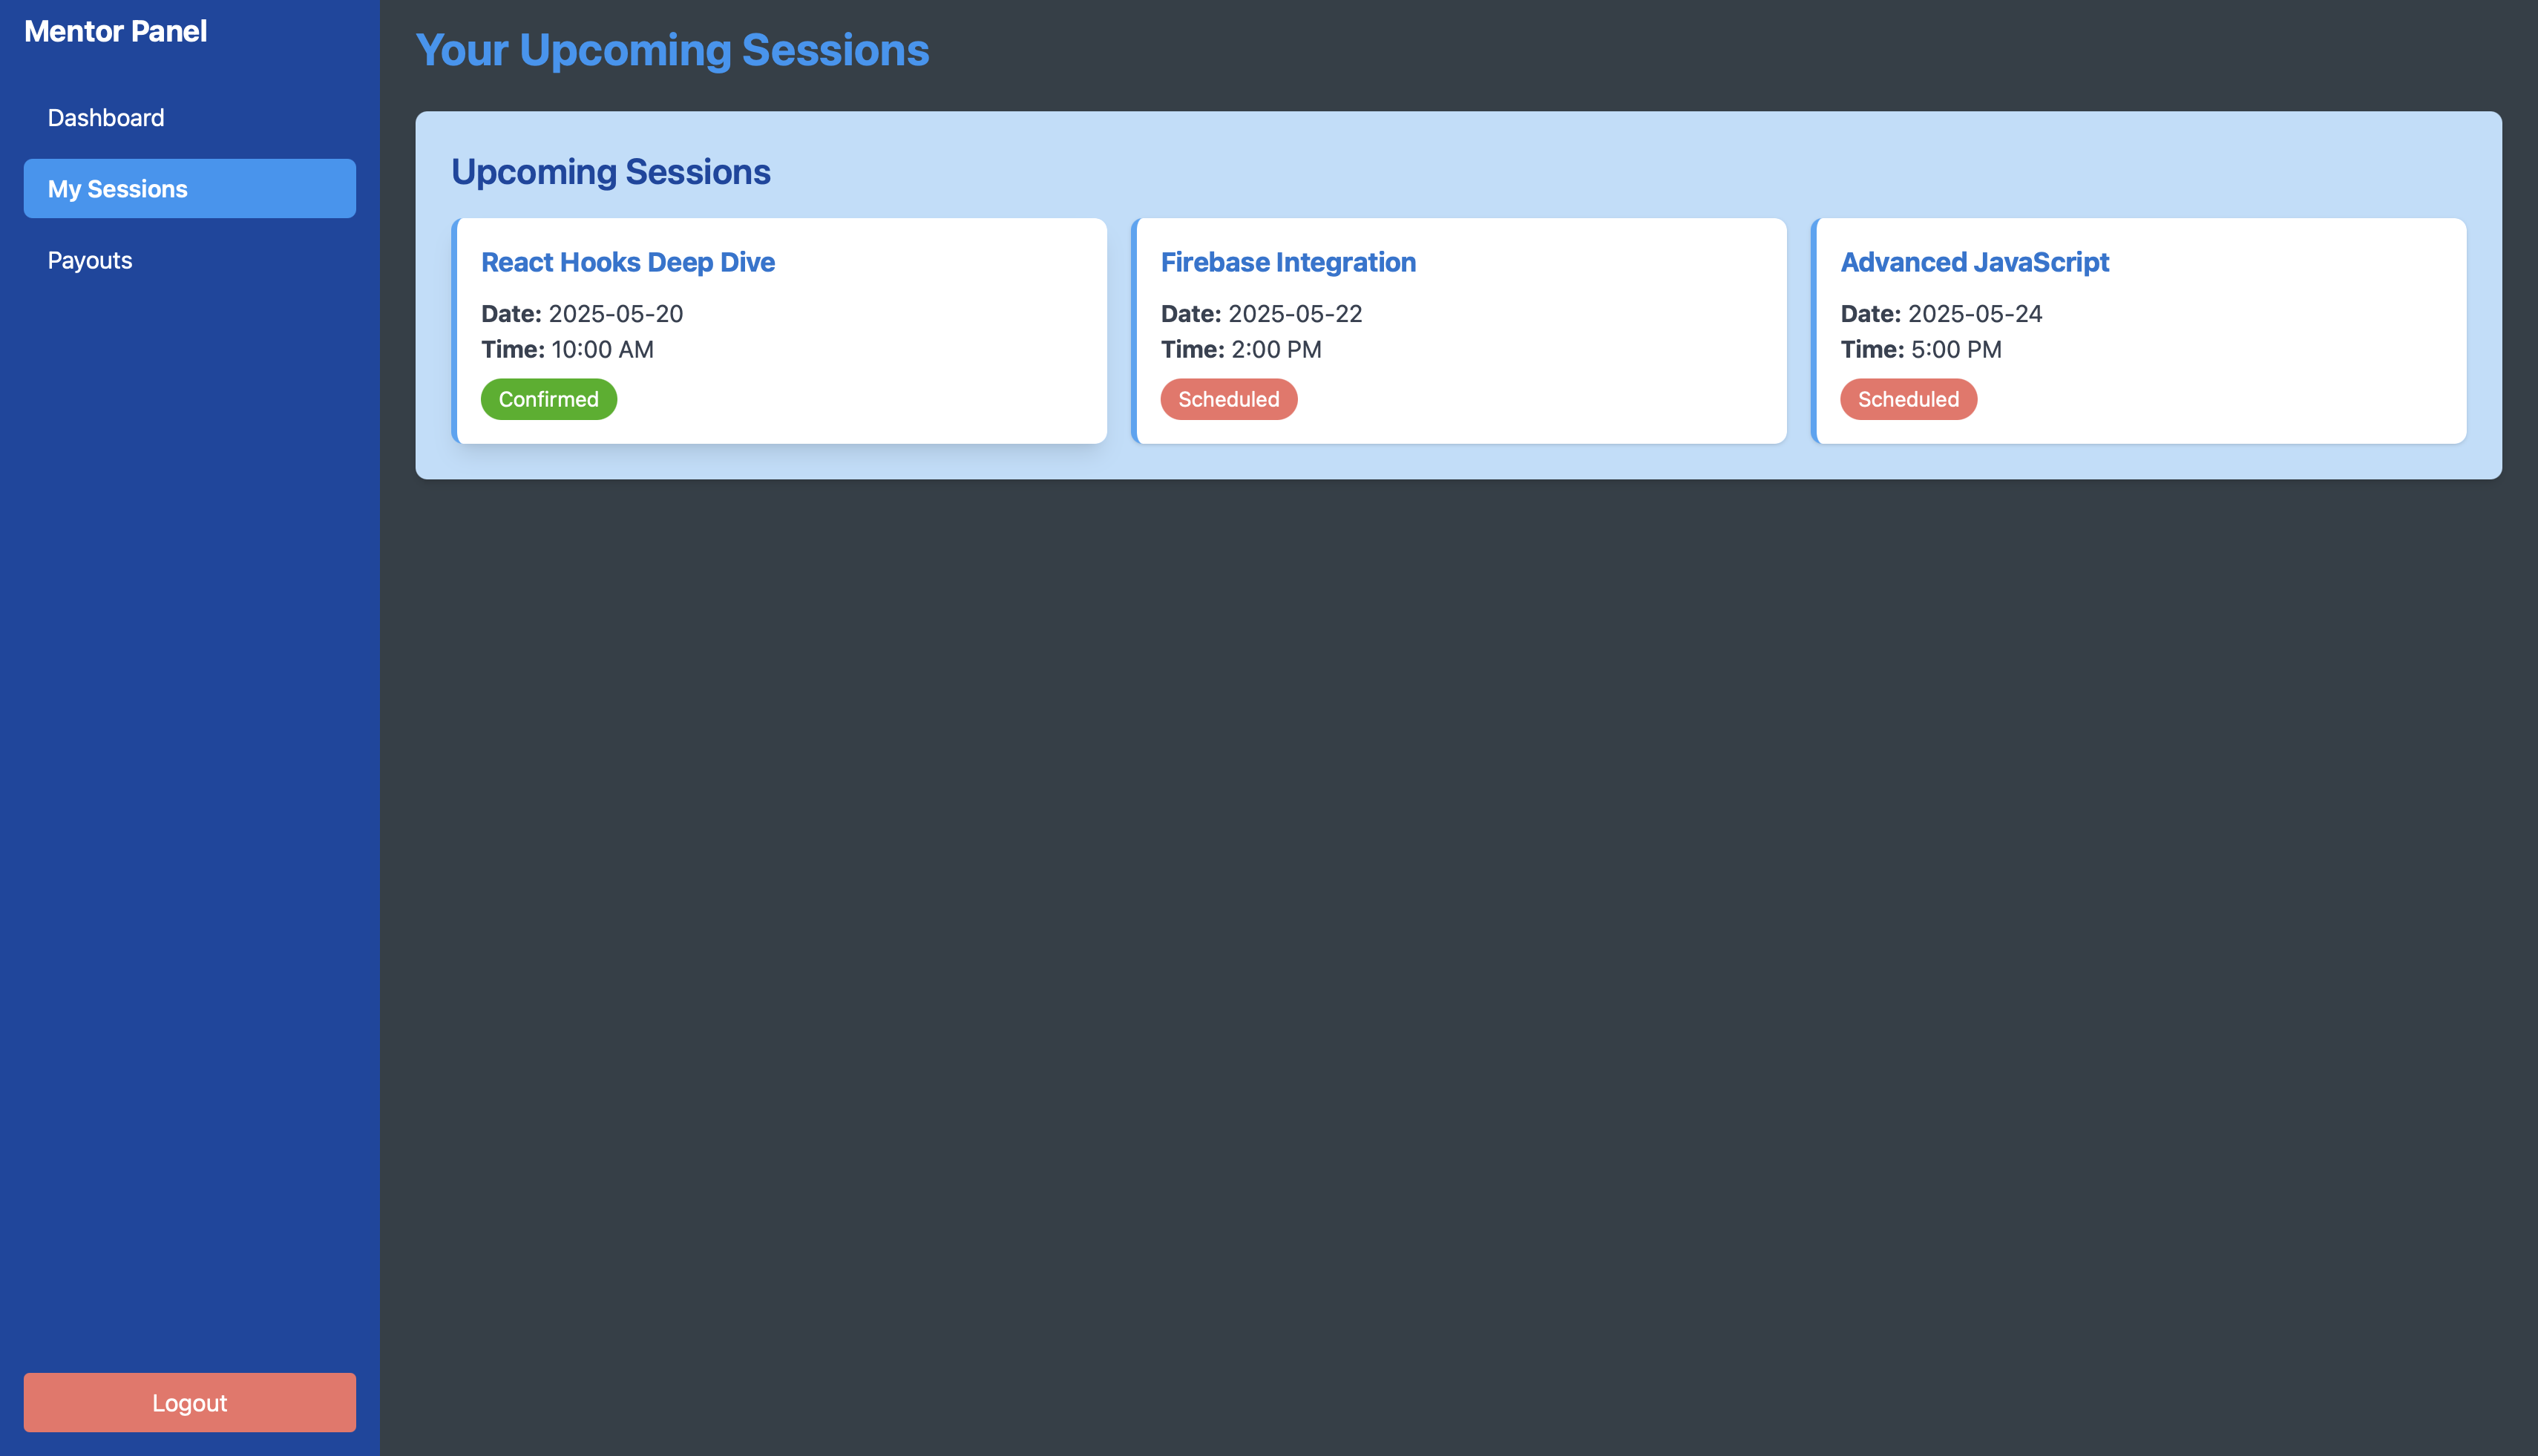 Mentor Panel
Dashboard
My Sessions
Payouts
Logout
Your Upcoming Sessions
Upcoming Sessions
React Hooks Deep Dive
Date: 2025-05-20
Time: 10:00 AM
Confirmed
Firebase Integration
Date: 2025-05-22
Time: 2:00 PM
Scheduled
Advanced JavaScript
Date: 2025-05-24
Time: 5:00 PM
Scheduled